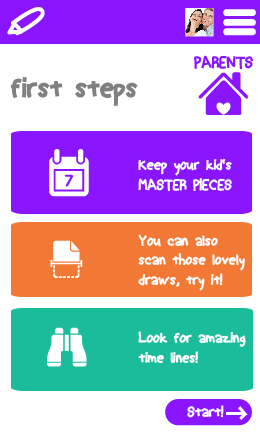 PARENTS
first steps
7
Keep your kid's
MASTER PIECES
You can also
scan those lovely
draws, try it!
Look for amazing
time lines!
Start!